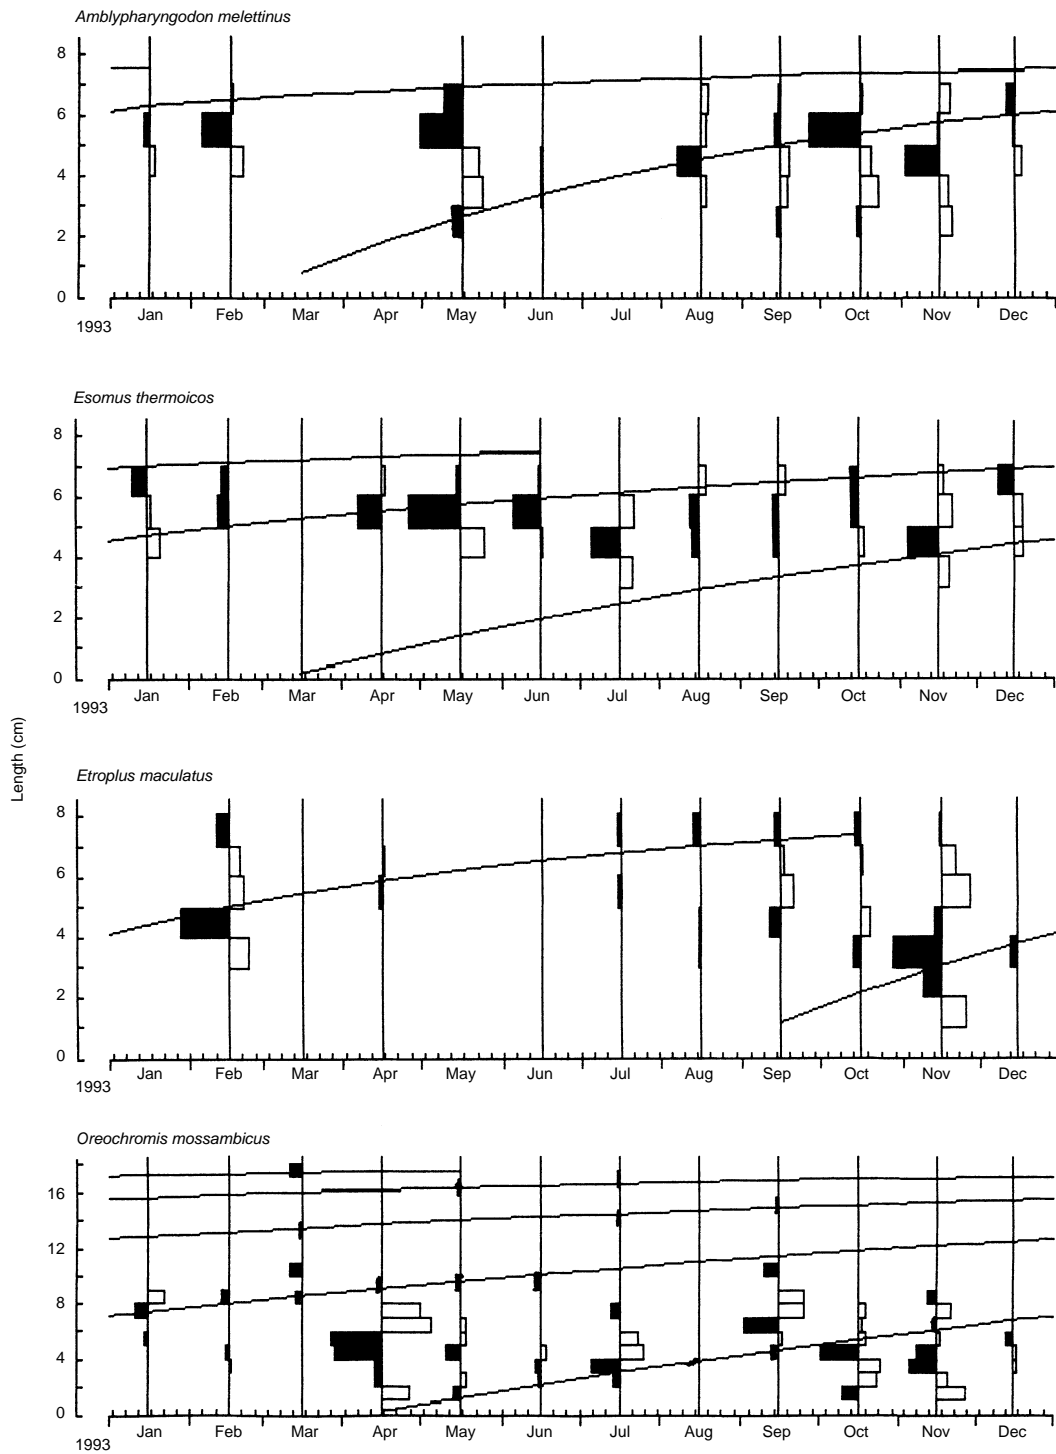 Amblypharyngodon melettinus
8
6
4
2
0
Jan Feb Mar Apr May Jun Jul Aug Sep Oct Nov Dec
1993
Esomus thermoicos
8
6
4
2
0
Jan Feb Mar Apr May Jun Jul Aug Sep Oct Nov Dec
1993
Length (cm)
Etroplus maculatus
8
6
4
2
0
Jan Feb Mar Apr May Jun Jul Aug Sep Oct Nov Dec
1993
Oreochromis mossambicus
16
12
8
4
0
Jan Feb Mar Apr May Jun Jul Aug Sep Oct Nov Dec
1993